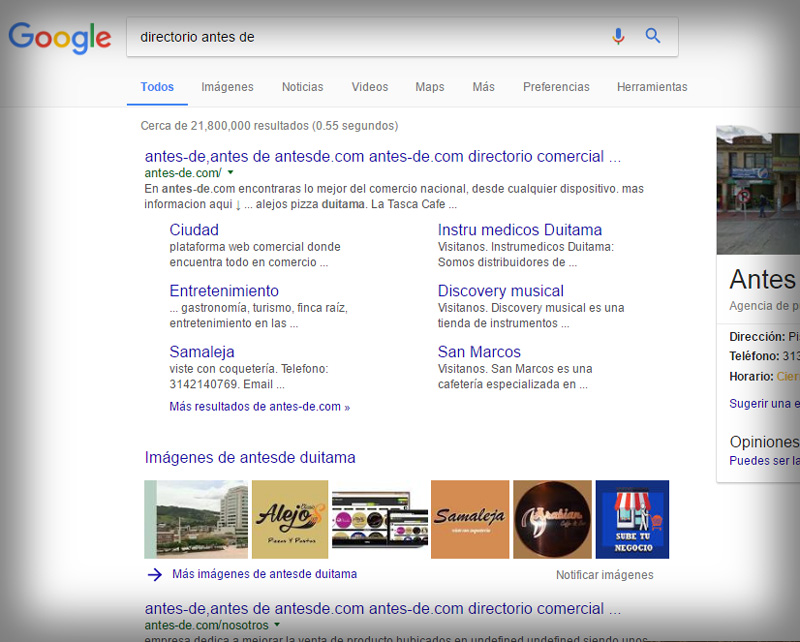 Google
directorio antes de
Todos Imágenes Noticias Videos Maps Más Preferencias Herramientas
Cerca de 21,800,000 resultados (0.55 segundos)
antes-de,antes de antesde.com antes-de.com directorio comercial ...
antes-de.com/
En antes-de.com encontraras lo mejor del comercio nacional, desde cualquier dispositivo. mas
informacion aqui ↓ ... alejos pizza duitama. La Tasca Cafe ...
Ciudad
plataforma web comercial donde
encuentra todo en comercio ...
Instru medicos Duitama
Visitanos. Instrumedicos Duitama:
Somos distribuidores de ...
Entretenimiento
... gastronomía, turismo, finca raíz,
entretenimiento en las ...
Discovery musical
Visitanos. Discovery musical es una
tienda de instrumentos ...
Samaleja
viste con coquetería. Telefono:
3142140769. Email ...
San Marcos
Visitanos. San Marcos es una
cafetería especializada en ...
Más resultados de antes-de.com »
Imágenes de antesde duitama
Alejo
Pizza Y Pastas
Samaleja
Arabian
SUBE TU
NEGOCIO
Más imágenes de antesde duitama
Notificar imágenes
antes-de,antes de antesde.com antes-de.com directorio comercial ...
antes-de.com/nosotros
empresa dedica a mejorar la venta de producto hubicados en undefined undefined siendo unos
Antes
Agencia de p
Dirección: Pi
Teléfono: 313
Horario: Cier
Sugerir una e
Opiniones
Puedes ser la